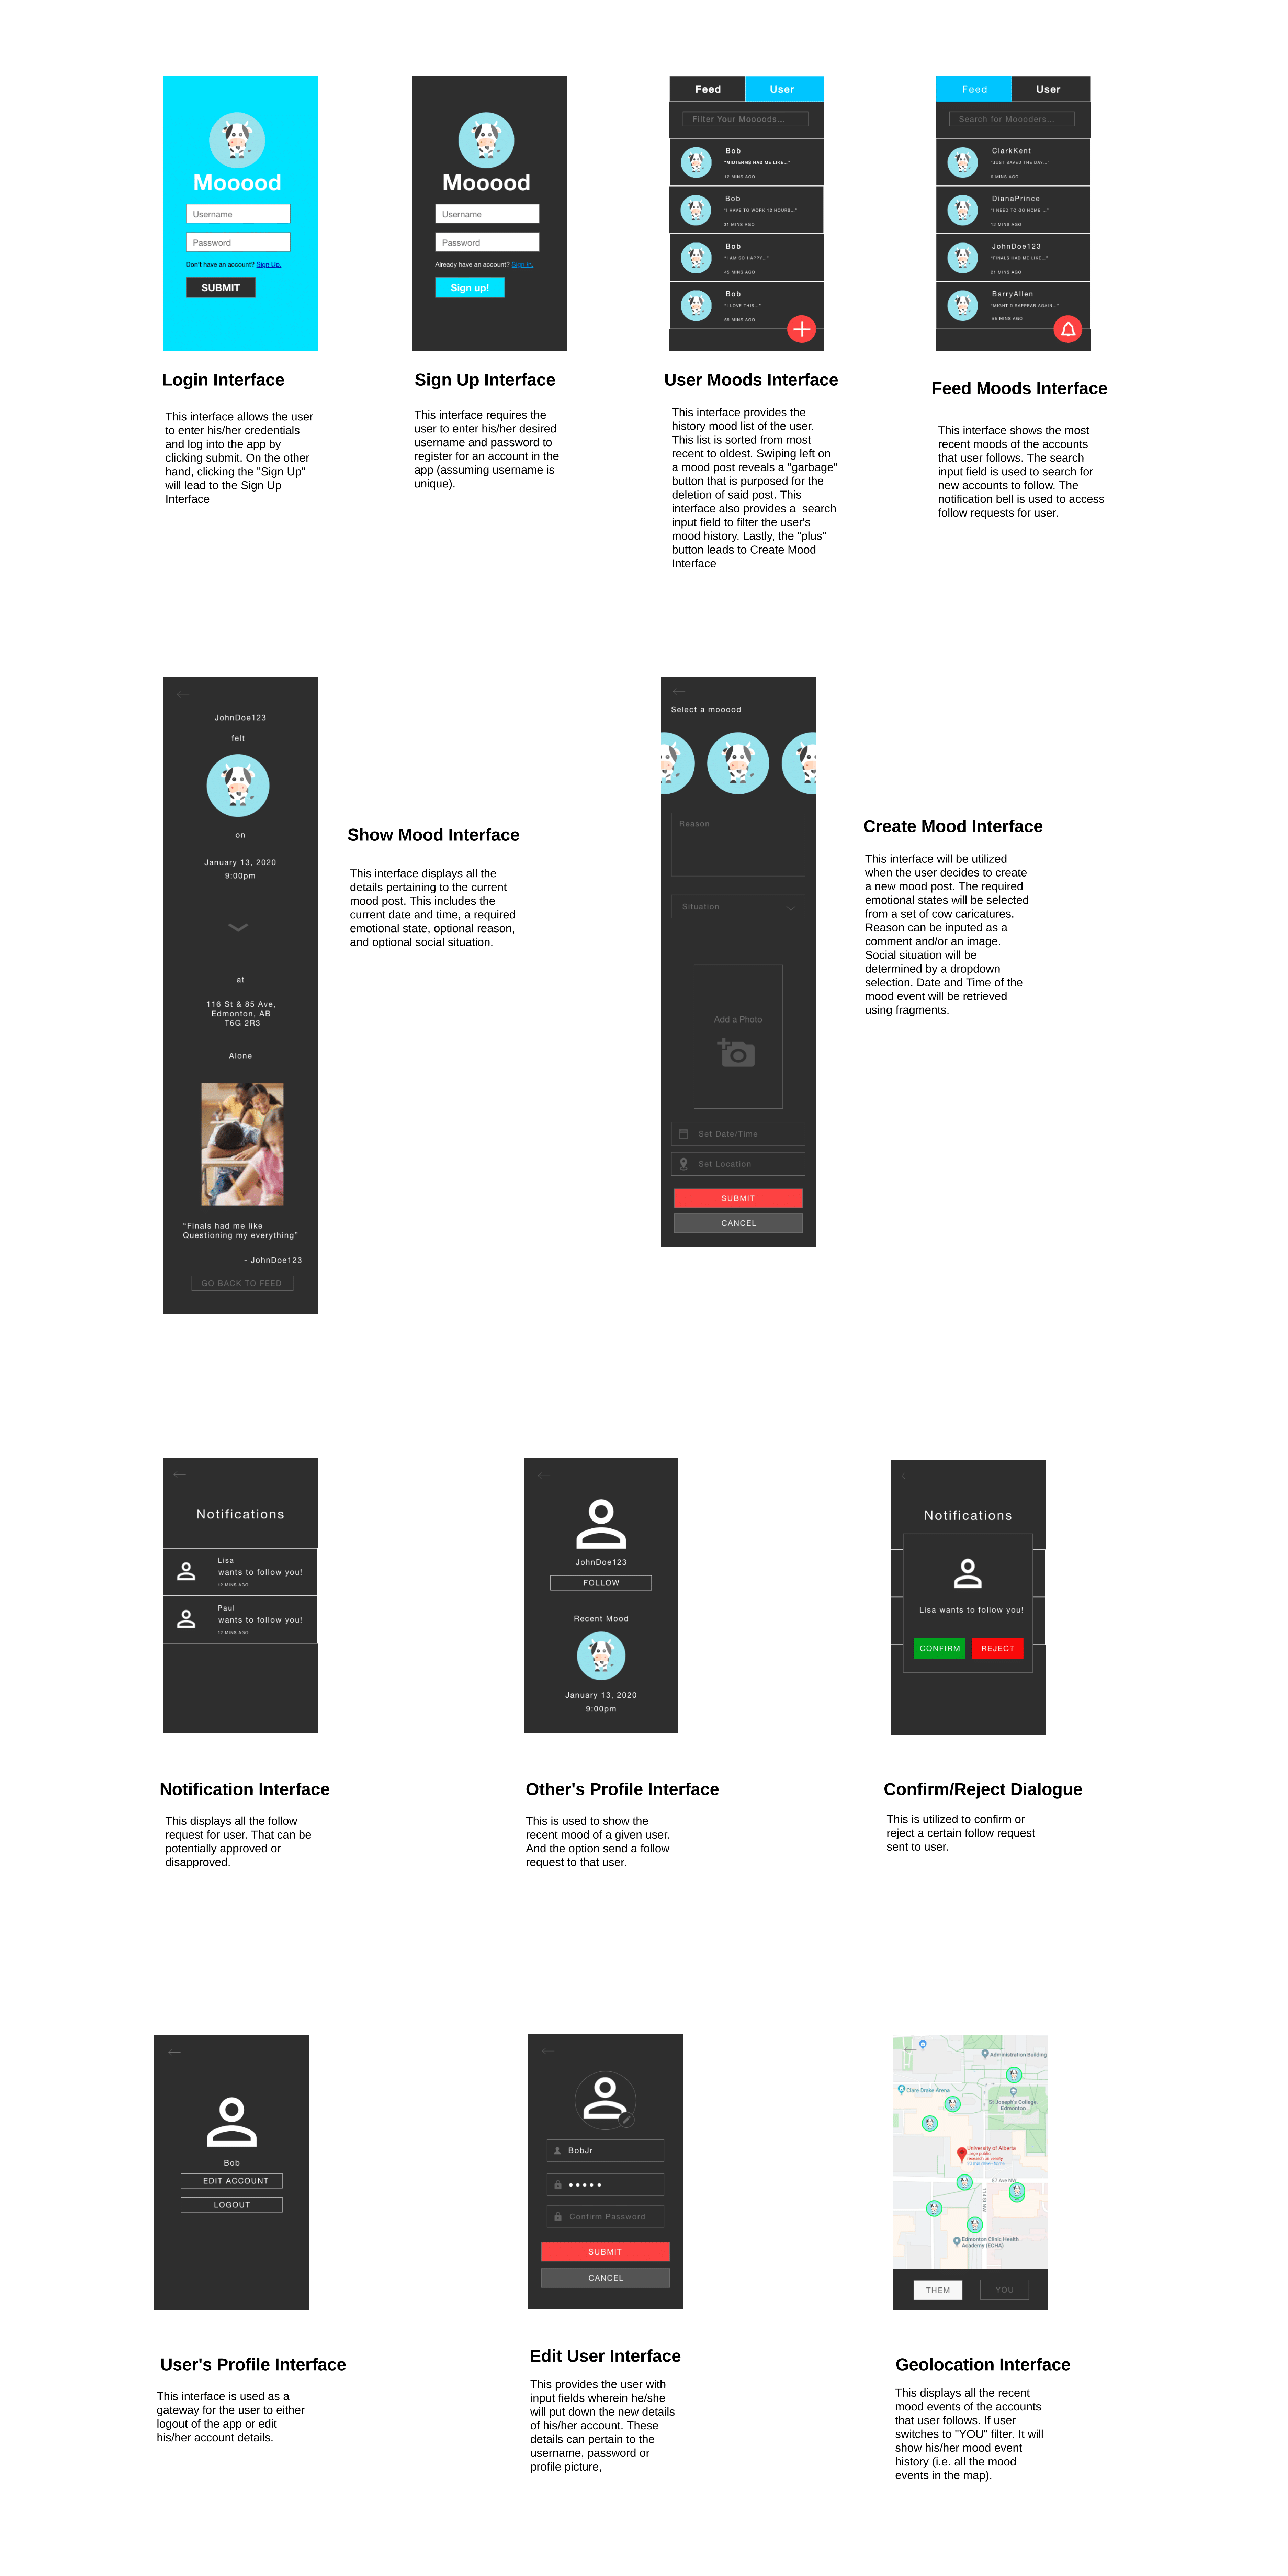 Mooood
Username
Password
Don't have an account? Sign Up.
SUBMIT
Mooood
Username
Password
Already have an account? Sign In.
Sign up!
Feed
User
Filter Your Moooods...
Bob
"MIDTERMS HAD ME LIKE..."
12 MINS AGO
Bob
"I HAVE TO WORK 12 HOURS..."
21 MINS AGO
Bob
"I AM SO HAPPY..."
45 MINS AGO
Bob
"I LOVE THIS..."
59 MINS AGO
Feed
User
Search for Moooders...
ClarkKent
"JUST SAVED THE DAY..."
6 MINS AGO
DianaPrince
"I NEED TO GO HOME ..."
12 MINS AGO
JohnDoe123
"FINALS HAD ME LIKE..."
21 MINS AGO
BarryAllen
"MIGHT DISAPPEAR AGAIN..."
55 MINS AGO
Login Interface
This interface allows the user
to enter his/her credentials
and log into the app by
clicking submit. On the other
hand, clicking the "Sign Up"
will lead to the Sign Up
Interface
Sign Up Interface
This interface requires the
user to enter his/her desired
username and password to
register for an account in the
app (assuming username is
unique).
User Moods Interface
This interface provides the
history mood list of the user.
This list is sorted from most
recent to oldest. Swiping left on
a mood post reveals a "garbage"
button that is purposed for the
deletion of said post. This
interface also provides a search
input field to filter the user's
mood history. Lastly, the "plus"
button leads to Create Mood
Interface
Feed Moods Interface
This interface shows the most
recent moods of the accounts
that user follows. The search
input field is used to search for
new accounts to follow. The
notification bell is used to access
follow requests for user.
JohnDoe123
felt
on
January 13, 2020
9:00pm
at
116 St & 85 Ave,
Edmonton, AB
T6G 2R3
Alone
"Finals had me like
Questioning my everything"
- JohnDoe123
GO BACK TO FEED
Show Mood Interface
This interface displays all the
details pertaining to the current
mood post. This includes the
current date and time, a required
emotional state, optional reason,
and optional social situation.
Select a mooood
Reason
Situation
Add a Photo
Set Date/Time
Set Location
SUBMIT
CANCEL
Create Mood Interface
This interface will be utilized
when the user decides to create
a new mood post. The required
emotional states will be selected
from a set of cow caricatures.
Reason can be inputed as a
comment and/or an image.
Social situation will be
determined by a dropdown
selection. Date and Time of the
mood event will be retrieved
using fragments.
Notifications
Lisa
wants to follow you!
12 MINS AGO
Paul
wants to follow you!
12 MINS AGO
JohnDoe123
FOLLOW
Recent Mood
January 13, 2020
9:00pm
Notifications
Lisa wants to follow you!
CONFIRM
REJECT
Notification Interface
This displays all the follow
request for user. That can be
potentially approved or
disapproved.
Other's Profile Interface
This is used to show the
recent mood of a given user.
And the option send a follow
request to that user.
Confirm/Reject Dialogue
This is utilized to confirm or
reject a certain follow request
sent to user.
Bob
EDIT ACCOUNT
LOGOUT
BobJr
Confirm Password
SUBMIT
CANCEL
Administration Building
Clare Drake Arena
St Joseph's College,
Edmonton
University of Alberta
Large public
research university
87 Ave NW
114 St NW
Edmonton Clinic Health
Academy (ECHA)
THEM
YOU
User's Profile Interface
This interface is used as a
gateway for the user to either
logout of the app or edit
his/her account details.
Edit User Interface
This provides the user with
input fields wherein he/she
will put down the new details
of his/her account. These
details can pertain to the
username, password or
profile picture,
Geolocation Interface
This displays all the recent
mood events of the accounts
that user follows. If user
switches to "YOU" filter. It will
show his/her mood event
history (i.e. all the mood
events in the map).